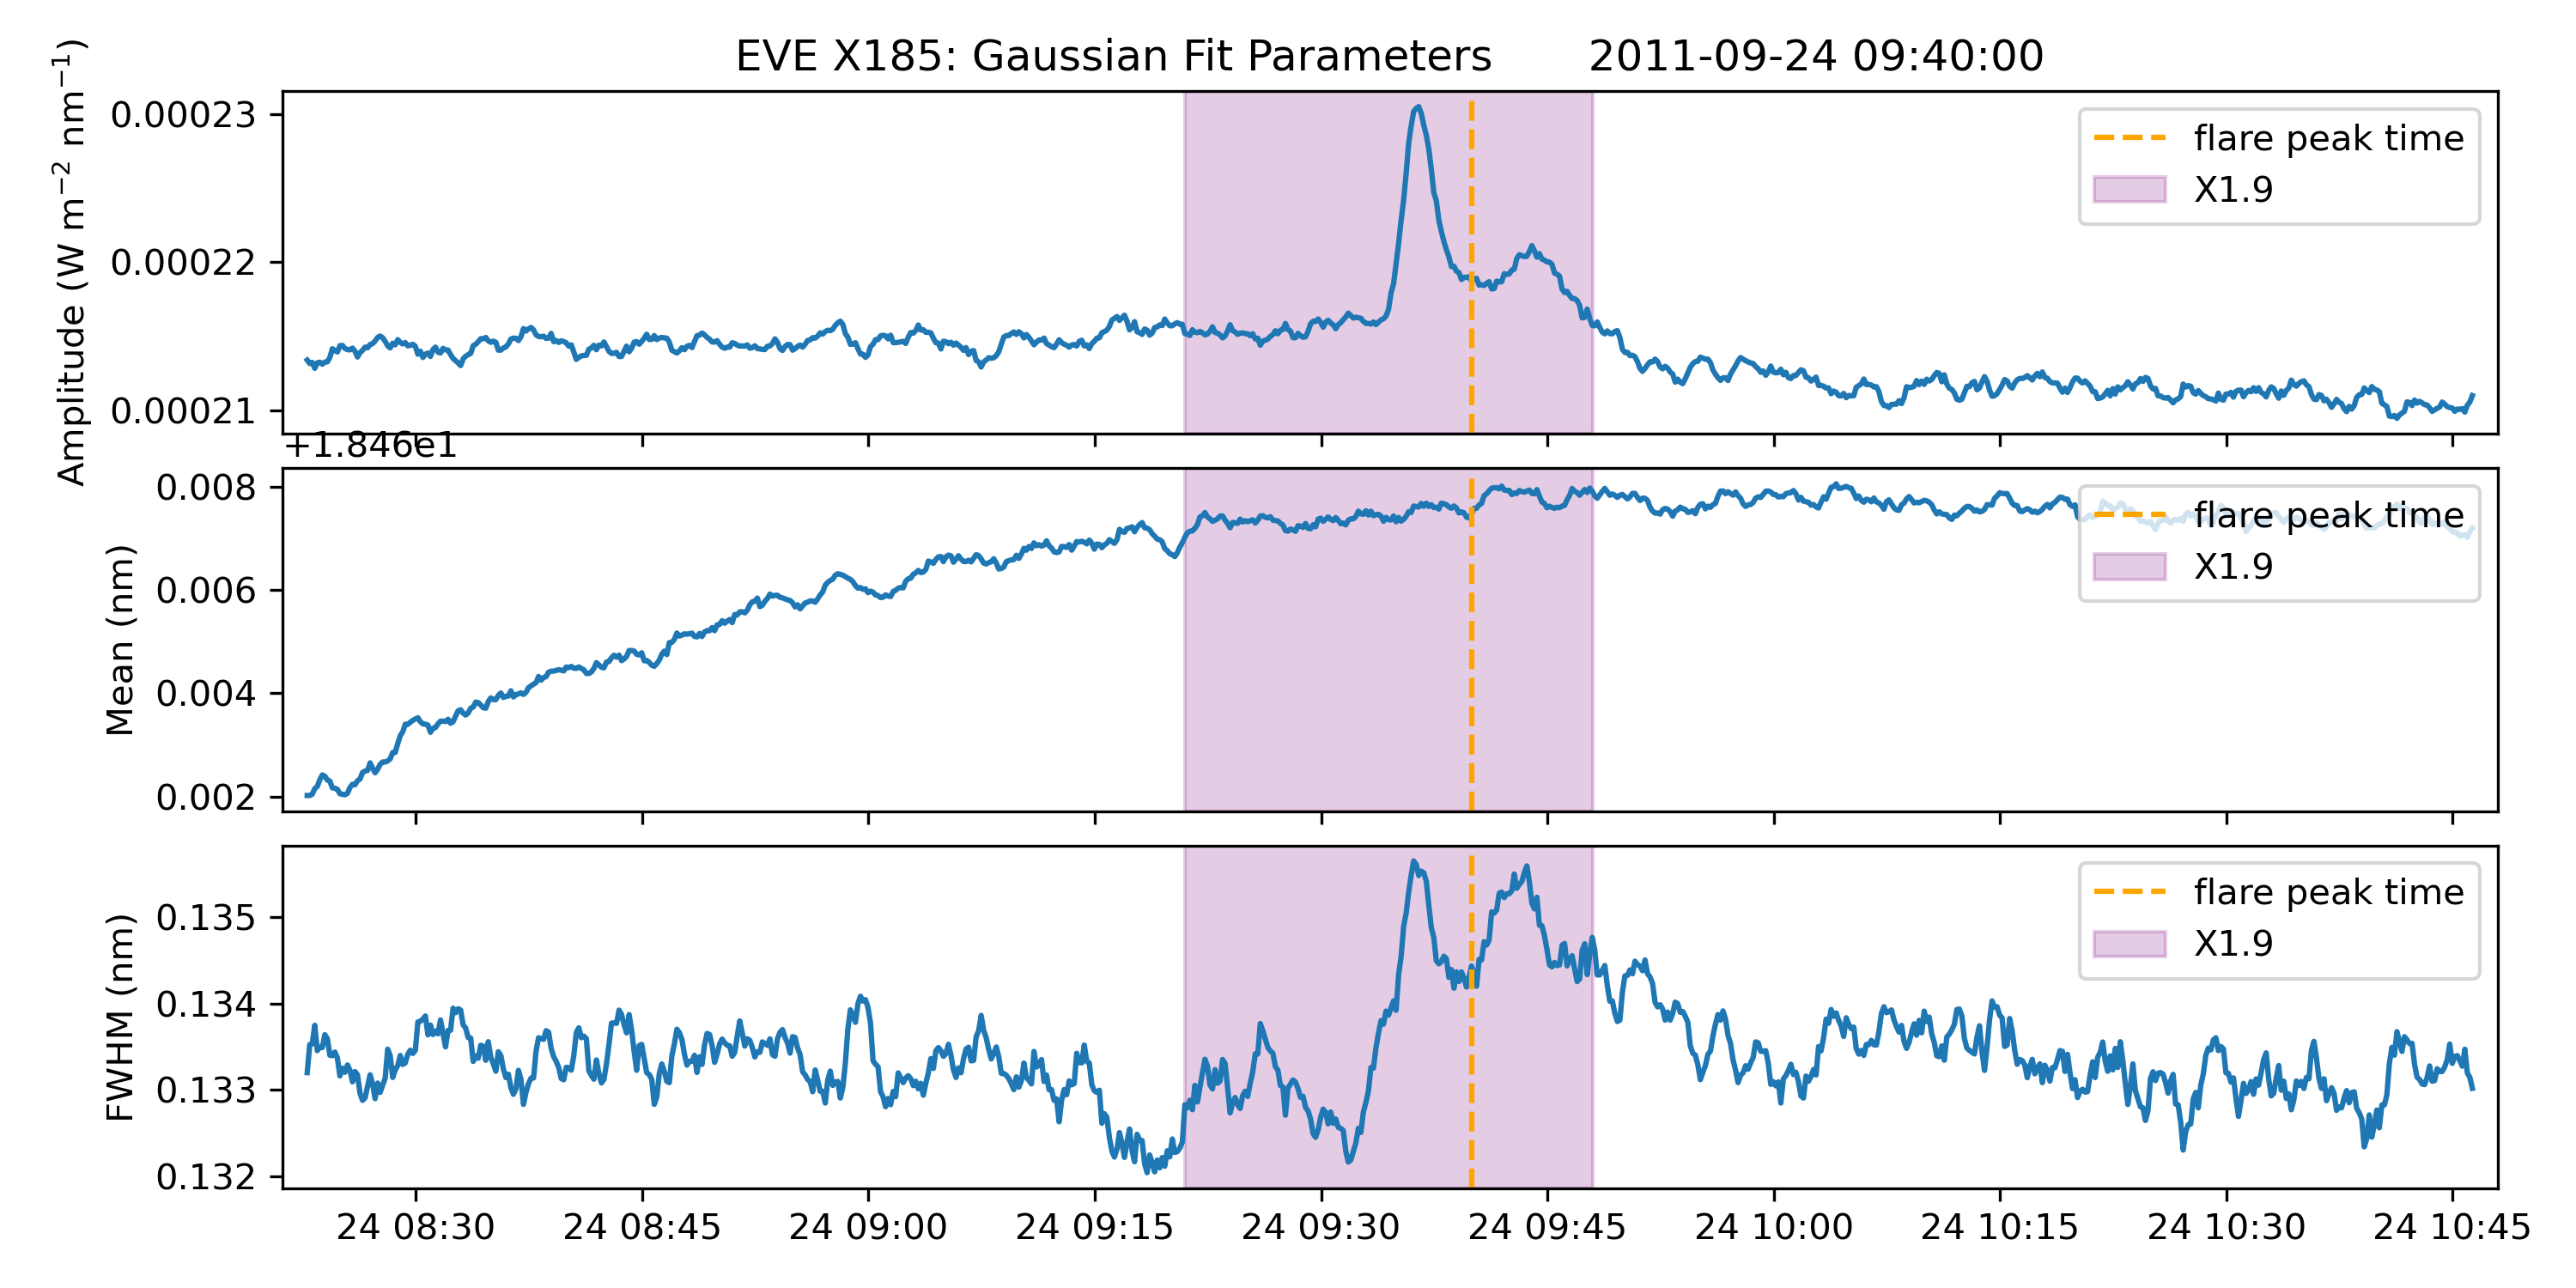 EVE X185: Gaussian Fit Parameters 2011-09-24 09:40:00
Amplitude (W m⁻² nm⁻¹)
0.00023
0.00022
0.00021
flare peak time
X1.9
+1.846e1
Mean (nm)
0.008
0.006
0.004
0.002
flare peak time
X1.9
FWHM (nm)
0.135
0.134
0.133
0.132
flare peak time
X1.9
24 08:30 24 08:45 24 09:00 24 09:15 24 09:30 24 09:45 24 10:00 24 10:15 24 10:30 24 10:45